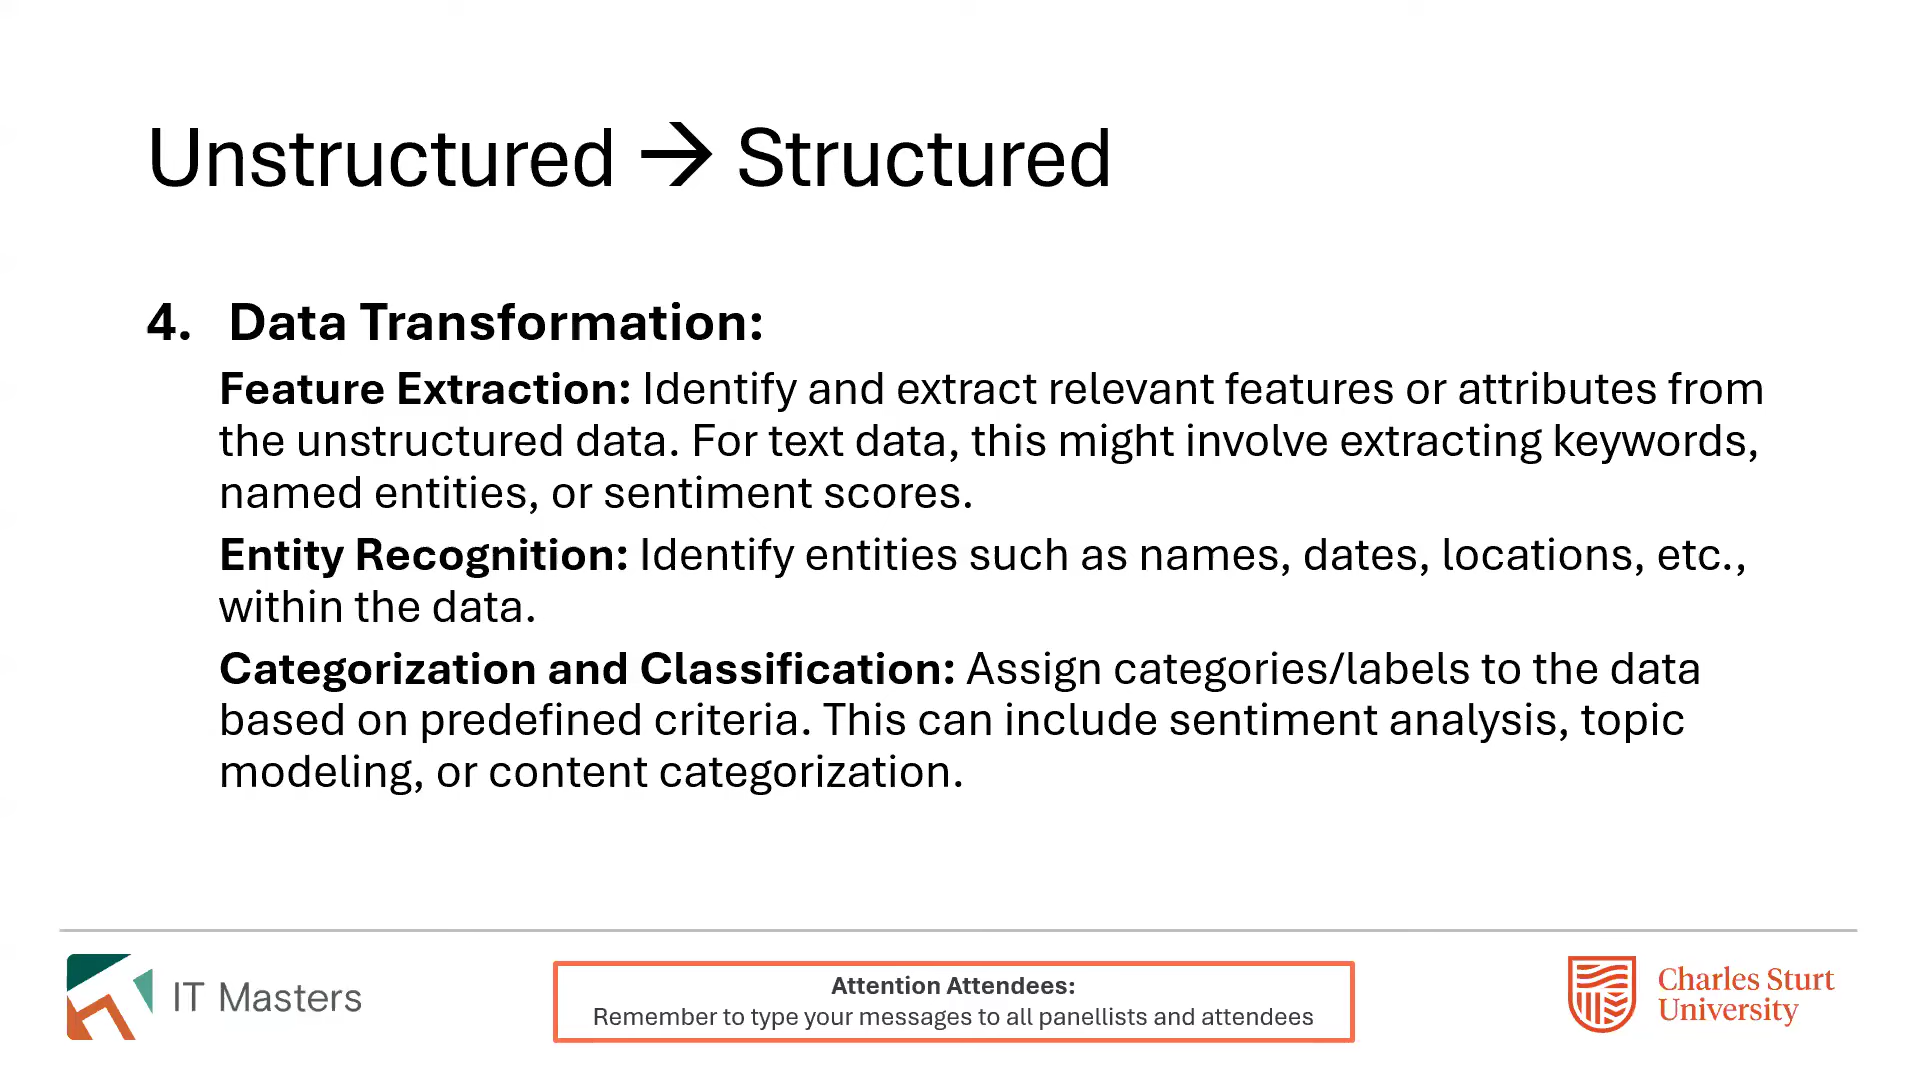 Unstructured → Structured
4. Data Transformation:
Feature Extraction: Identify and extract relevant features or attributes from
the unstructured data. For text data, this might involve extracting keywords,
named entities, or sentiment scores.
Entity Recognition: Identify entities such as names, dates, locations, etc.,
within the data.
Categorization and Classification: Assign categories/labels to the data
based on predefined criteria. This can include sentiment analysis, topic
modeling, or content categorization.
IT Masters
Attention Attendees:
Remember to type your messages to all panellists and attendees
Charles Sturt
University